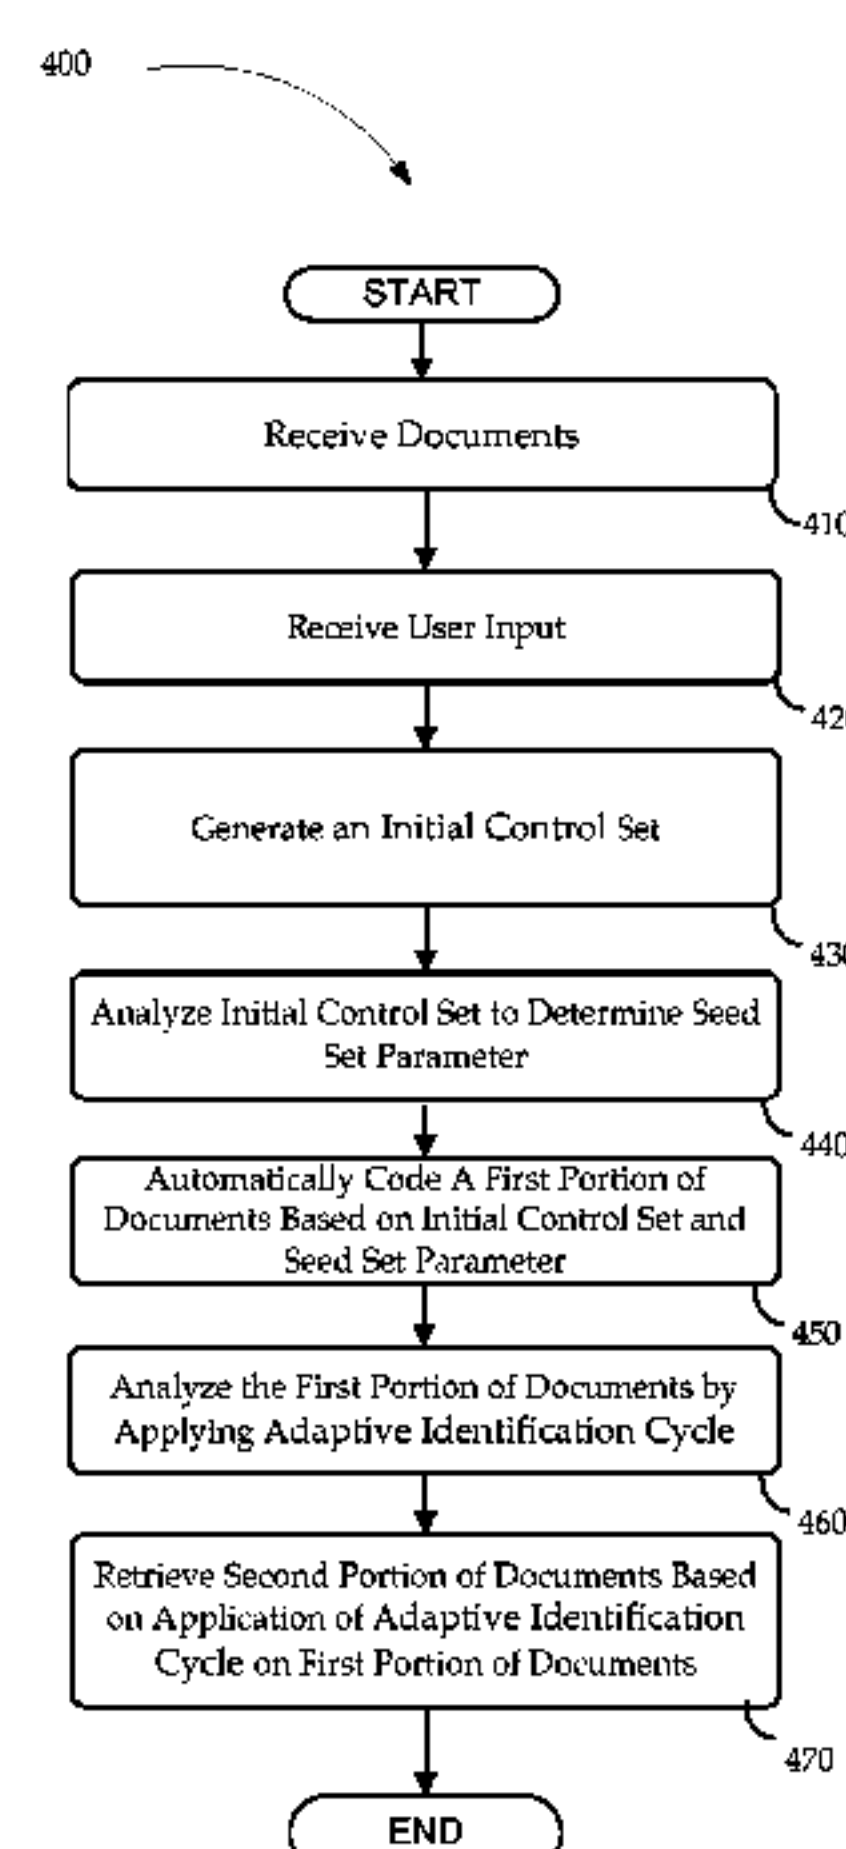 400
START
Receive Documents
410
Receive User Input
420
Generate an Initial Control Set
430
Analyze Initial Control Set to Determine Seed
Set Parameter
440
Automatically Code A First Portion of
Documents Based on Initial Control Set and
Seed Set Parameter
450
Analyze the First Portion of Documents by
Applying Adaptive Identification Cycle
460
Retrieve Second Portion of Documents Based
on Application of Adaptive Identification
Cycle on First Portion of Documents
470
END